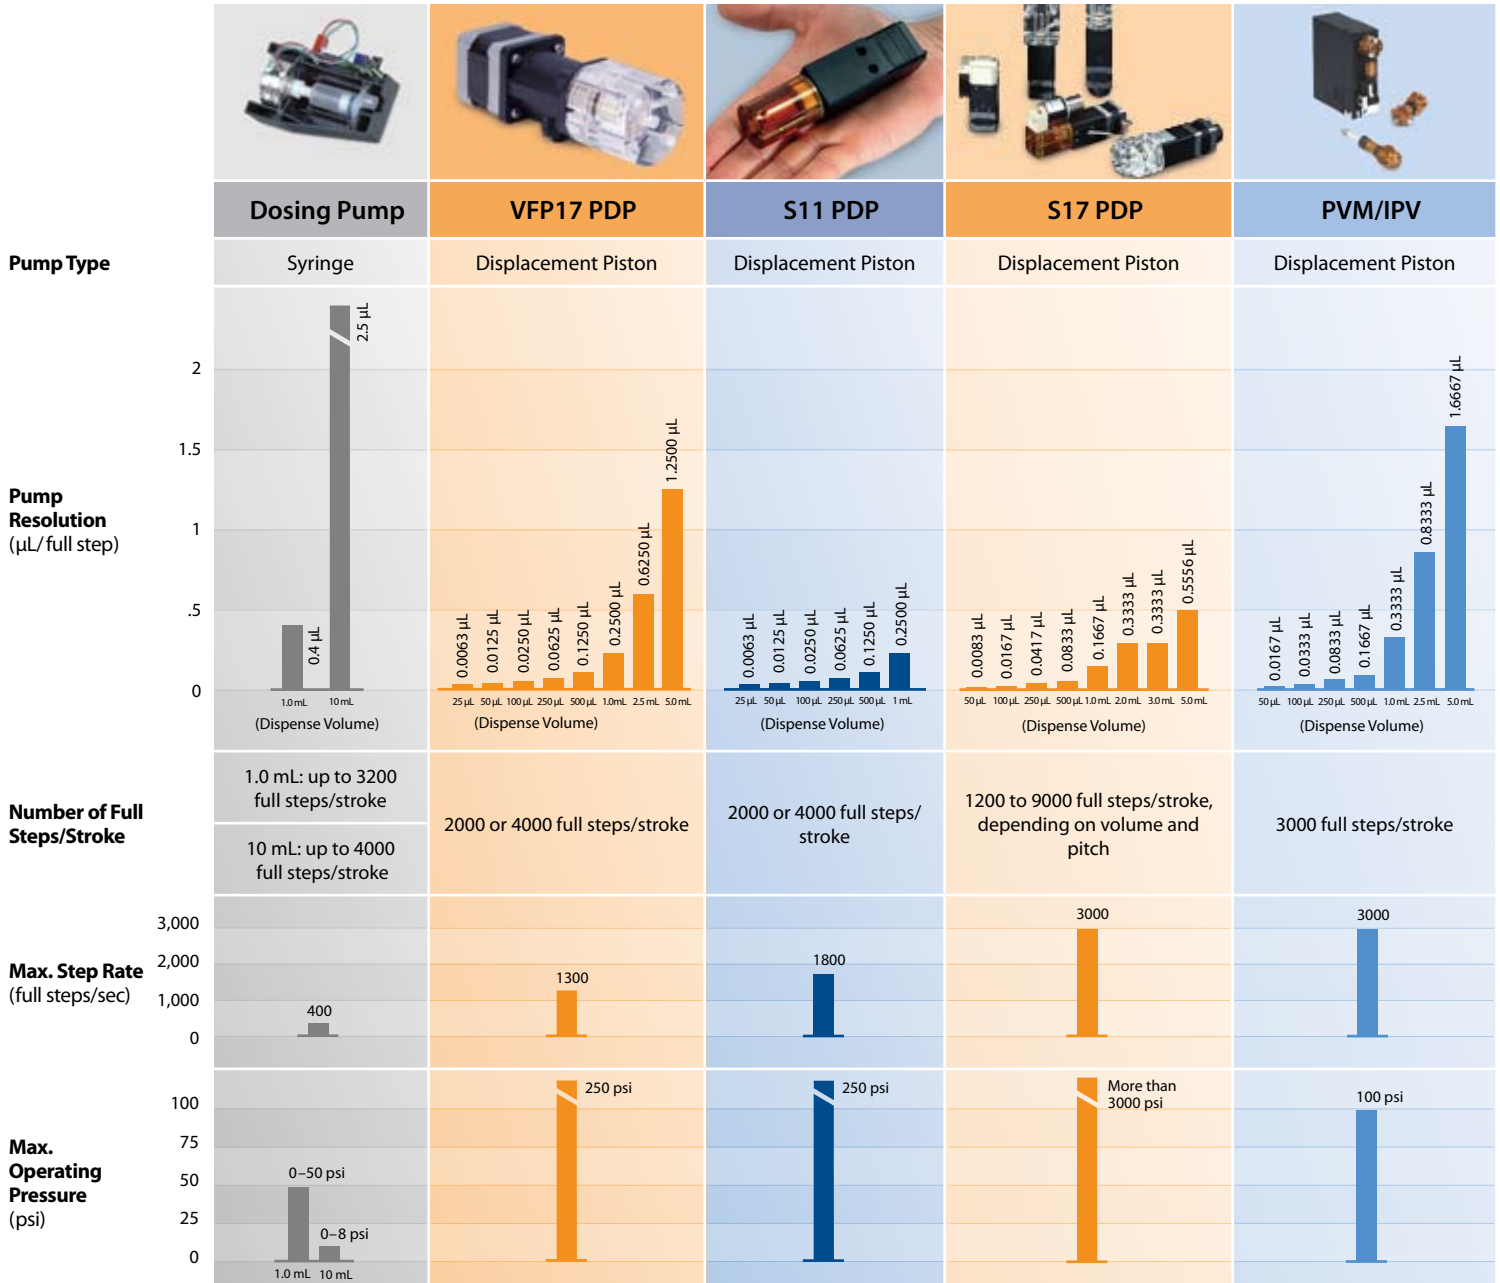 Dosing Pump
VFP17 PDP
S11 PDP
S17 PDP
PVM/IPV
Pump Type
Syringe
Displacement Piston
Displacement Piston
Displacement Piston
Displacement Piston
Pump
Resolution
(µL/ full step)
2
1.5
1
.5
0
0.4 µL
2.5 µL
1.0 mL
10 mL
(Dispense Volume)
0.0063 µL
0.0125 µL
0.0250 µL
0.0625 µL
0.1250 µL
0.2500 µL
0.6250 µL
1.2500 µL
25 µL
50 µL
100 µL
250 µL
500 µL
1.0mL
2.5 mL
5.0 mL
(Dispense Volume)
0.0063 µL
0.0125 µL
0.0250 µL
0.0625 µL
0.1250 µL
0.2500 µL
25 µL
50 µL
100 µL
250 µL
500 µL
1 mL
(Dispense Volume)
0.0083 µL
0.0167 µL
0.0417 µL
0.0833 µL
0.1667 µL
0.3333 µL
0.3333 µL
0.5556 µL
50 µL
100 µL
250 µL
500 µL
1.0 mL
2.0 mL
3.0 mL
5.0 mL
(Dispense Volume)
0.0167 µL
0.0333 µL
0.0833 µL
0.1667 µL
0.3333 µL
0.8333 µL
1.6667 µL
50 µL
100 µL
250 µL
500 µL
1.0 mL
2.5 mL
5.0 mL
(Dispense Volume)
Number of Full
Steps/Stroke
1.0 mL: up to 3200
full steps/stroke
10 mL: up to 4000
full steps/stroke
2000 or 4000 full steps/stroke
2000 or 4000 full steps/
stroke
1200 to 9000 full steps/stroke,
depending on volume and
pitch
3000 full steps/stroke
Max. Step Rate
(full steps/sec)
3,000
2,000
1,000
0
400
1300
1800
3000
3000
Max.
Operating
Pressure
(psi)
100
75
50
25
0
0–50 psi
0–8 psi
1.0 mL
10 mL
250 psi
250 psi
More than
3000 psi
100 psi